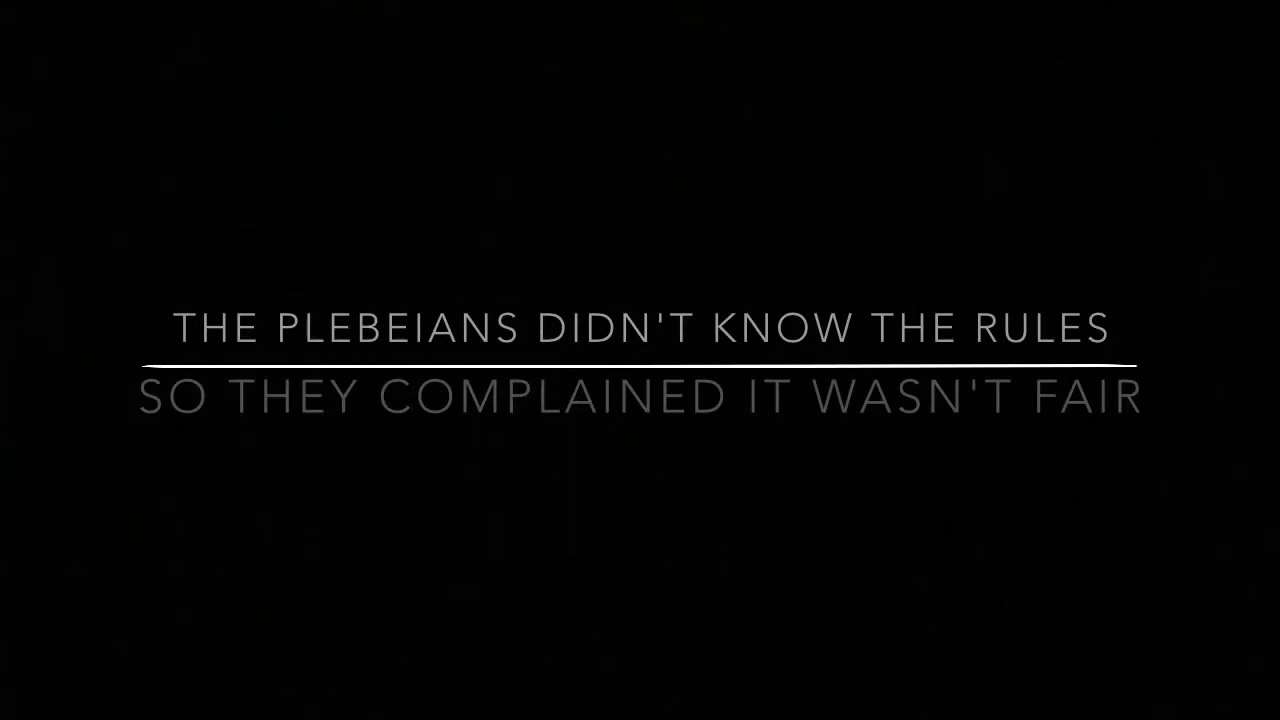 THE PLEBEIANS DIDN'T KNOW THE RULES
SO THEY COMPLAINED IT WASN'T FAIR